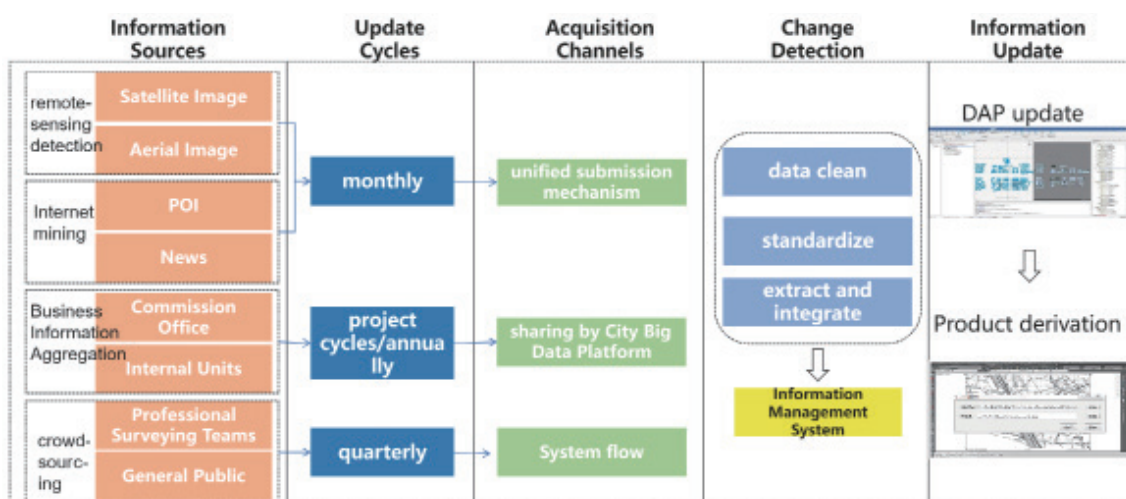 Information
Sources
Update
Cycles
Acquisition
Channels
Change
Detection
Information
Update
remote-
sensing
detection
Satellite Image
Aerial Image
Internet
mining
POI
News
Business
Information
Aggregation
Commission
Office
Internal Units
crowd-
sourc-
ing
Professional
Surveying Teams
General Public
monthly
project
cycles/annua
lly
quarterly
unified submission
mechanism
sharing by City Big
Data Platform
System flow
data clean
standardize
extract and
integrate
Information
Management
System
DAP update
Product derivation